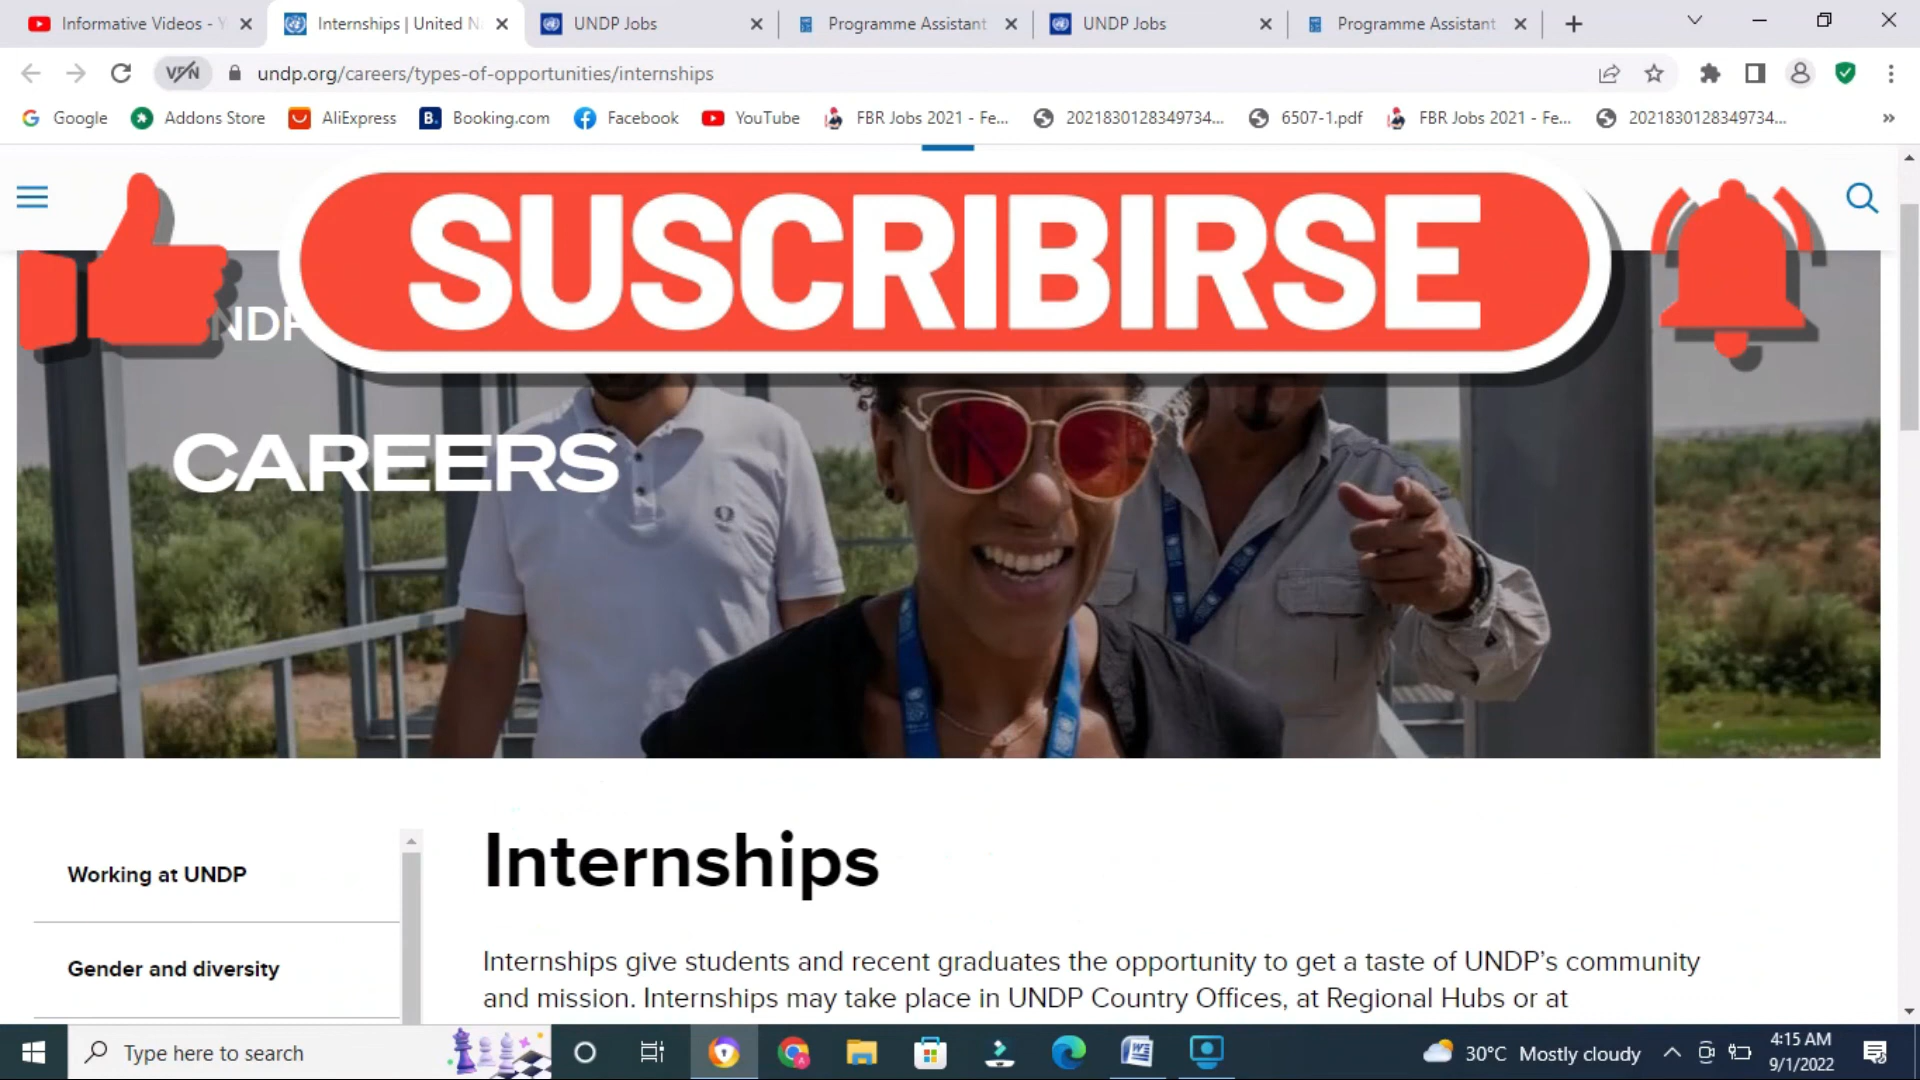 Informative Videos - Y
Internships | United N
UNDP Jobs
Programme Assistant
UNDP Jobs
Programme Assistant
VPN
undp.org/careers/types-of-opportunities/internships
Google
Addons Store
AliExpress
B.
Booking.com
Facebook
YouTube
FBR Jobs 2021 - Fe...
2021830128349734...
6507-1.pdf
FBR Jobs 2021 - Fe...
2021830128349734...
»
SUSCRIBIRSE
NDP
CAREERS
Internships
Working at UNDP
Gender and diversity
Internships give students and recent graduates the opportunity to get a taste of UNDP's community
and mission. Internships may take place in UNDP Country Offices, at Regional Hubs or at
Type here to search
30°C Mostly cloudy
4:15 AM
9/1/2022